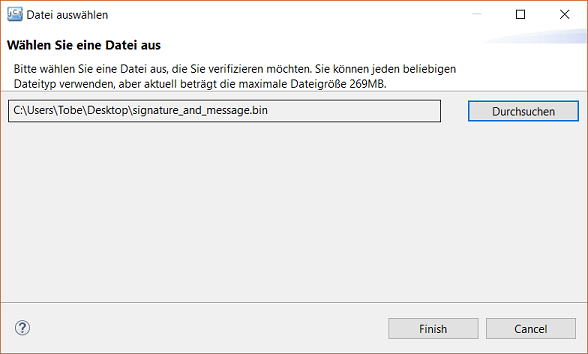 Datei auswählen
Wählen Sie eine Datei aus
Bitte wählen Sie eine Datei aus, die Sie verifizieren möchten. Sie können jeden beliebigen
Dateityp verwenden, aber aktuell beträgt die maximale Dateigröße 269MB.
C:\Users\Tobe\Desktop\signature_and_message.bin
Durchsuchen
?
Finish
Cancel